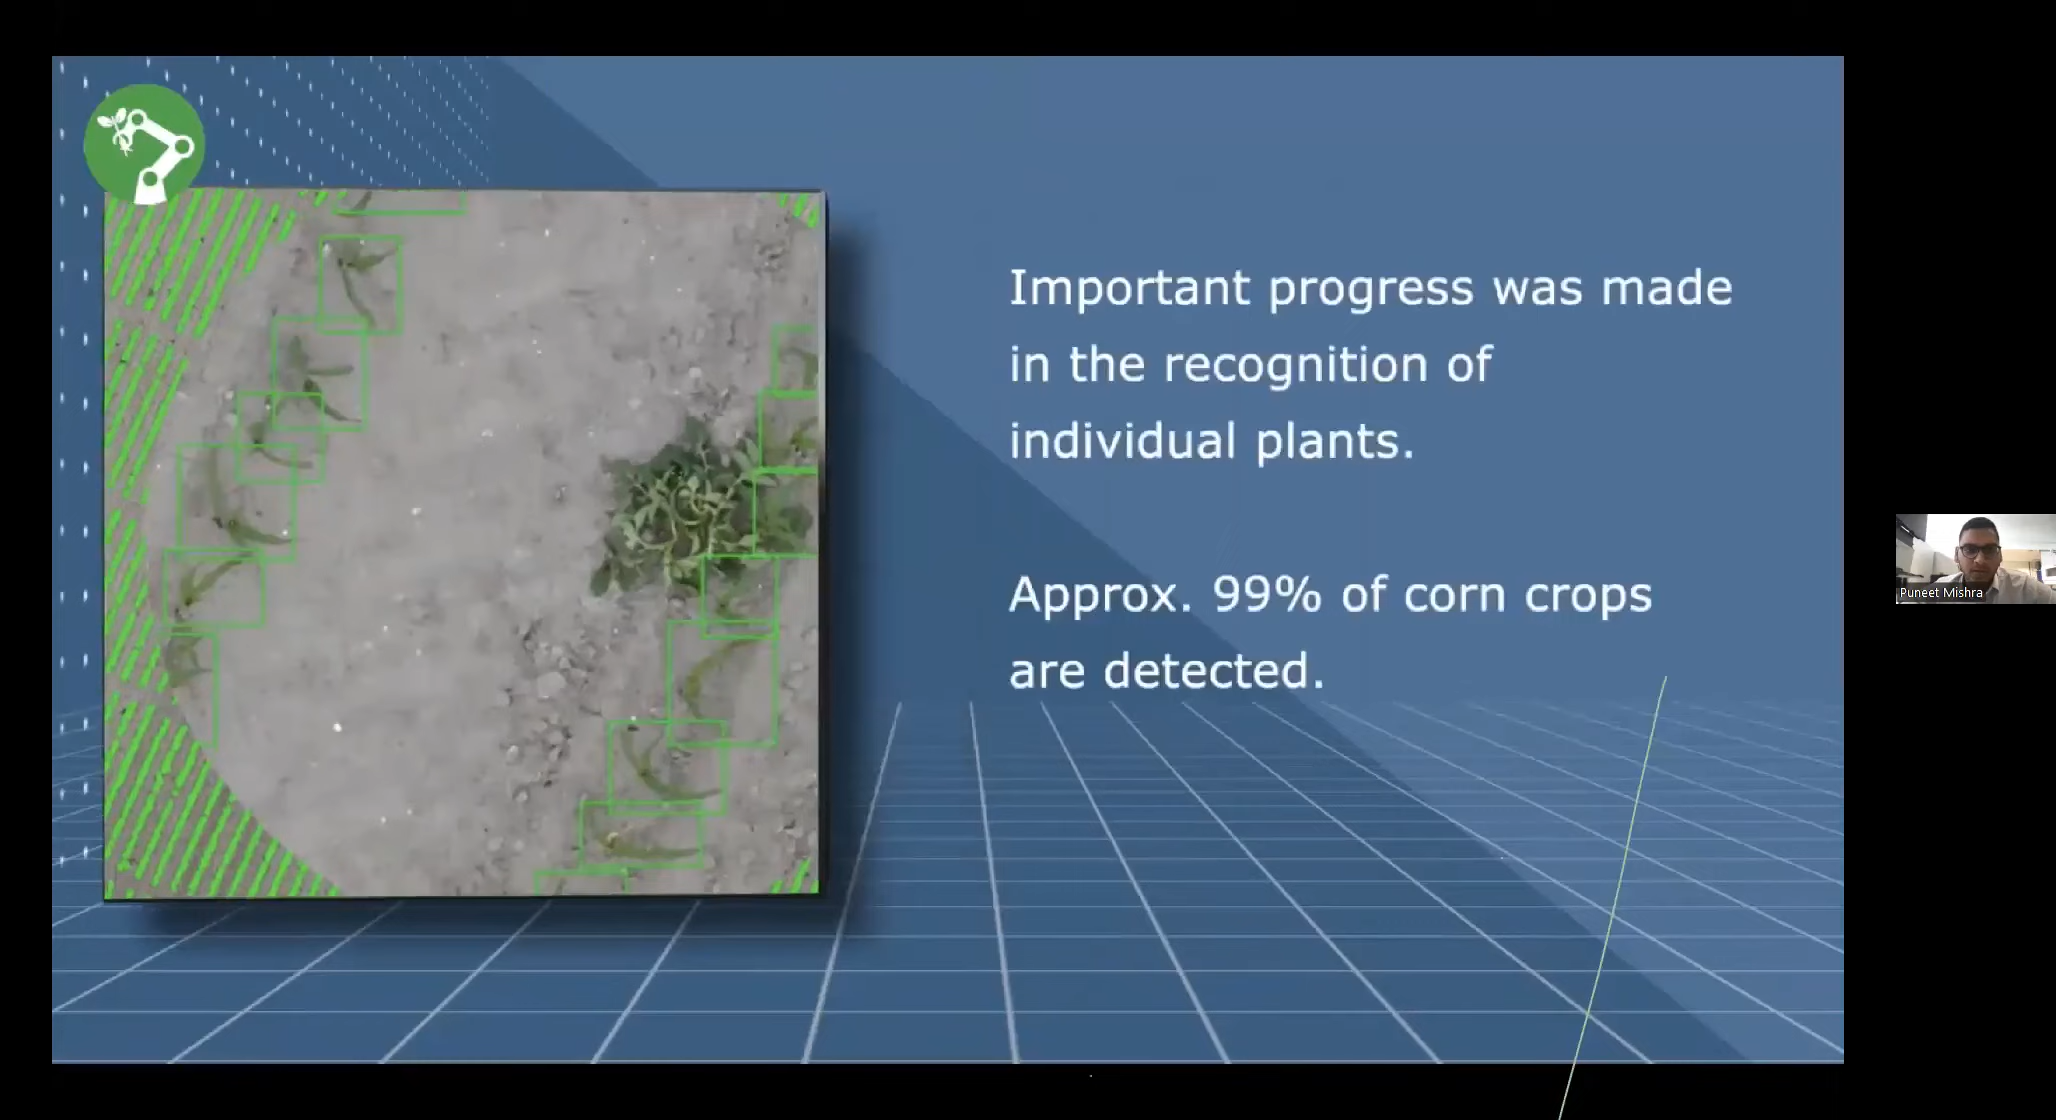 Important progress was made
in the recognition of
individual plants.
Approx. 99% of corn crops
are detected.
Puneet Mishra